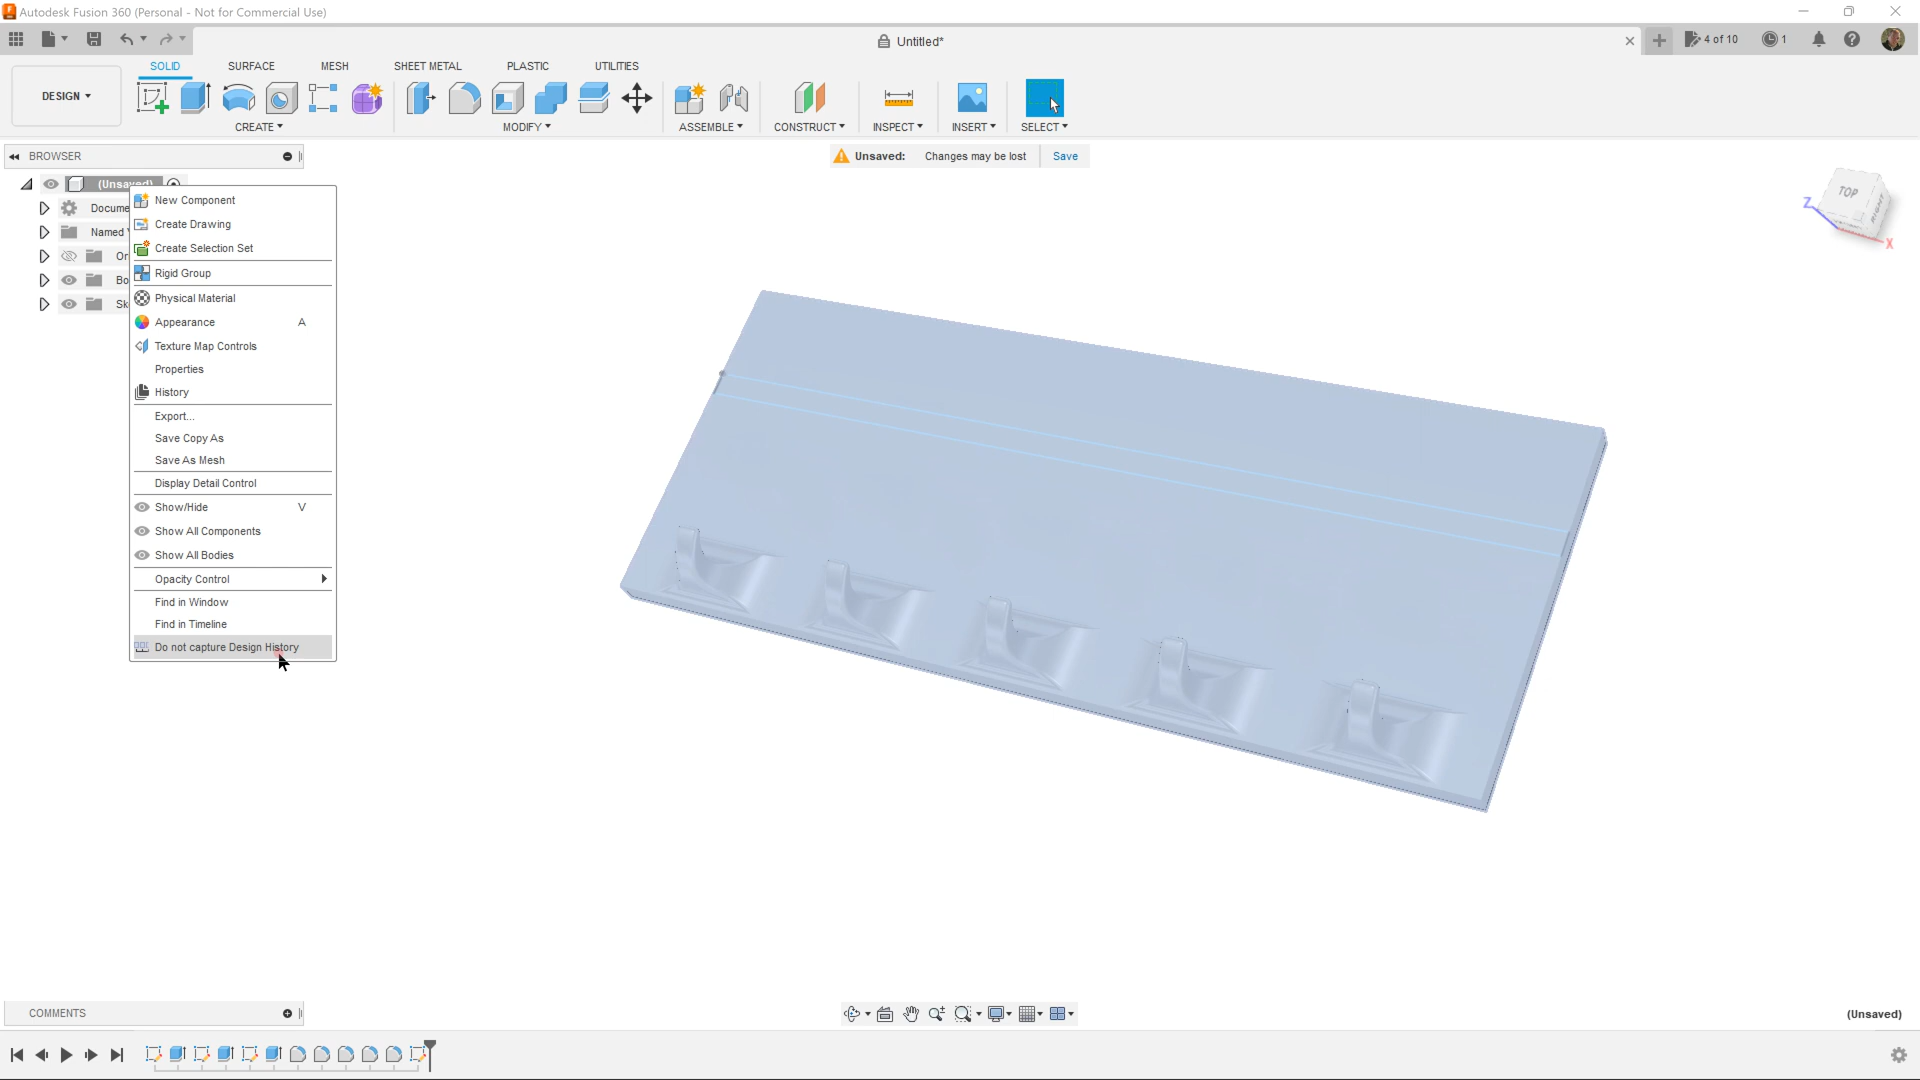 Autodesk Fusion 360 (Personal - Not for Commercial Use)
Untitled*
4 of 10
1
DESIGN
SOLID
SURFACE
MESH
SHEET METAL
PLASTIC
UTILITIES
CREATE
MODIFY
ASSEMBLE
CONSTRUCT
INSPECT
INSERT
SELECT
BROWSER
Unsaved: Changes may be lost
Save
(Unsaved)
Docume
Named
Or
Bo
Sk
New Component
Create Drawing
Create Selection Set
Rigid Group
Physical Material
Appearance A
Texture Map Controls
Properties
History
Export...
Save Copy As
Save As Mesh
Display Detail Control
Show/Hide V
Show All Components
Show All Bodies
Opacity Control
Find in Window
Find in Timeline
Do not capture Design History
TOP
RIGHT
Z
X
COMMENTS
(Unsaved)